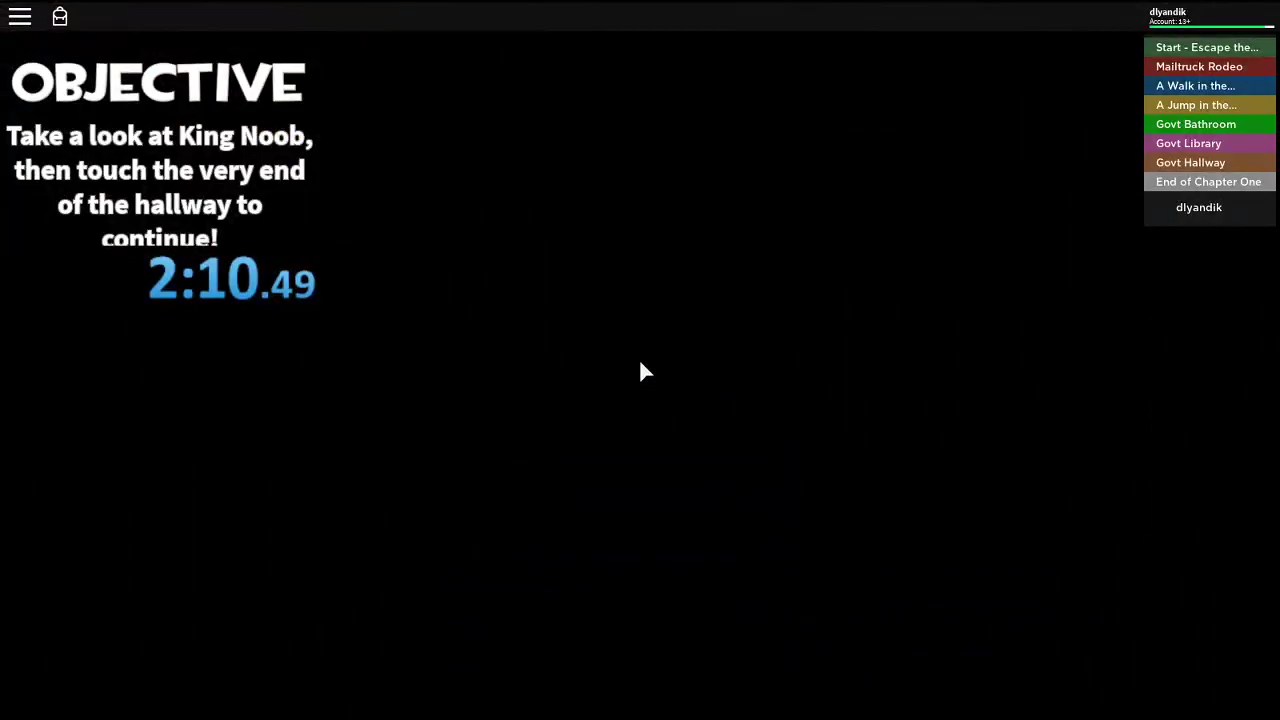 dlyandik
Account: 13+
OBJECTIVE
Take a look at King Noob,
then touch the very end
of the hallway to
continue!
2:10.49
Start - Escape the...
Mailtruck Rodeo
A Walk in the...
A Jump in the...
Govt Bathroom
Govt Library
Govt Hallway
End of Chapter One
dlyandik